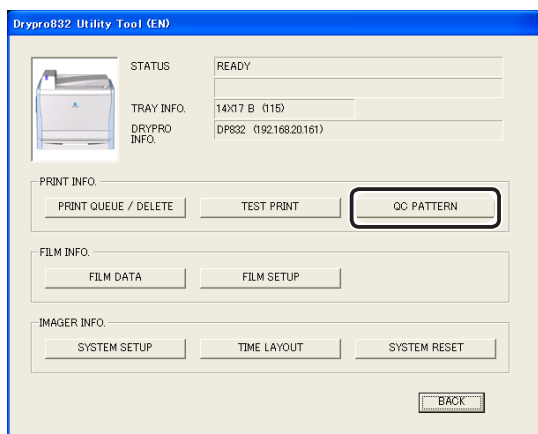 Drypro832 Utility Tool (EN)
STATUS READY
TRAY INFO. 14X17 B (115)
DRYPRO INFO. DP832 (192.168.20.161)
PRINT INFO.
PRINT QUEUE / DELETE TEST PRINT QC PATTERN
FILM INFO.
FILM DATA FILM SETUP
IMAGER INFO.
SYSTEM SETUP TIME LAYOUT SYSTEM RESET
BACK